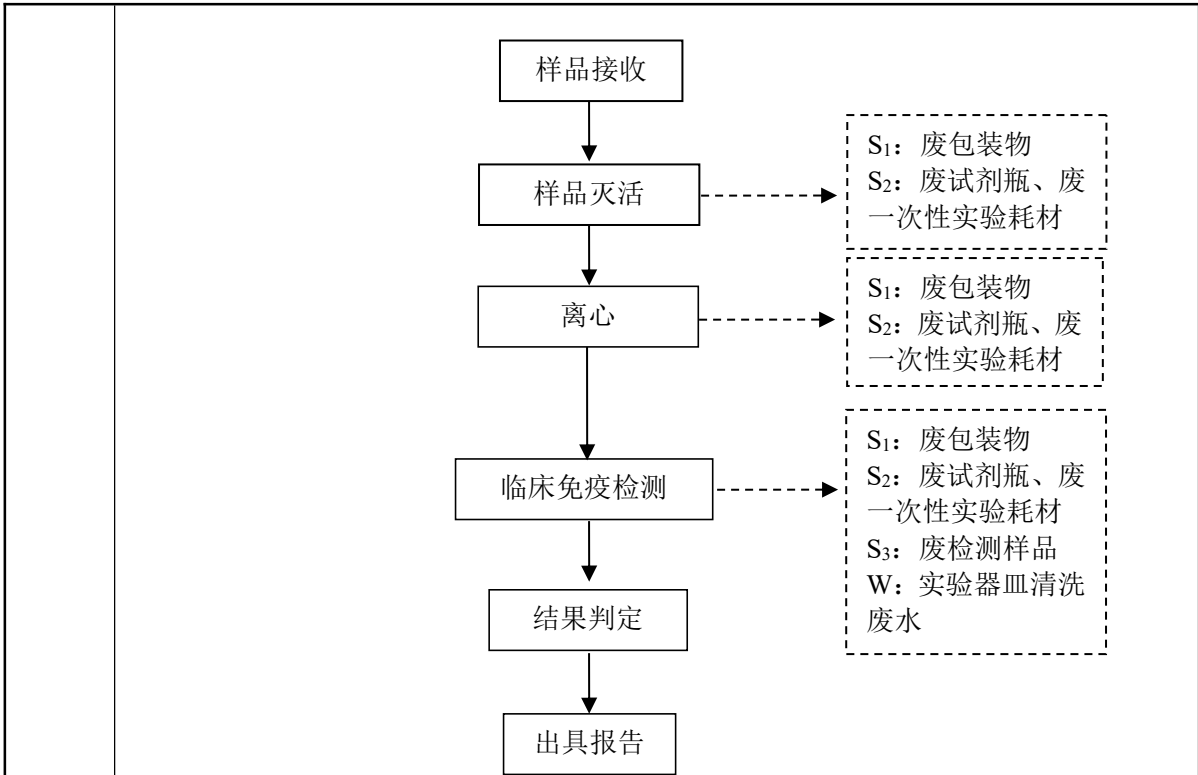 样品接收
样品灭活
S₁：废包装物
S₂：废试剂瓶、废
一次性实验耗材
离心
S₁：废包装物
S₂：废试剂瓶、废
一次性实验耗材
临床免疫检测
S₁：废包装物
S₂：废试剂瓶、废
一次性实验耗材
S₃：废检测样品
W：实验器皿清洗
废水
结果判定
出具报告